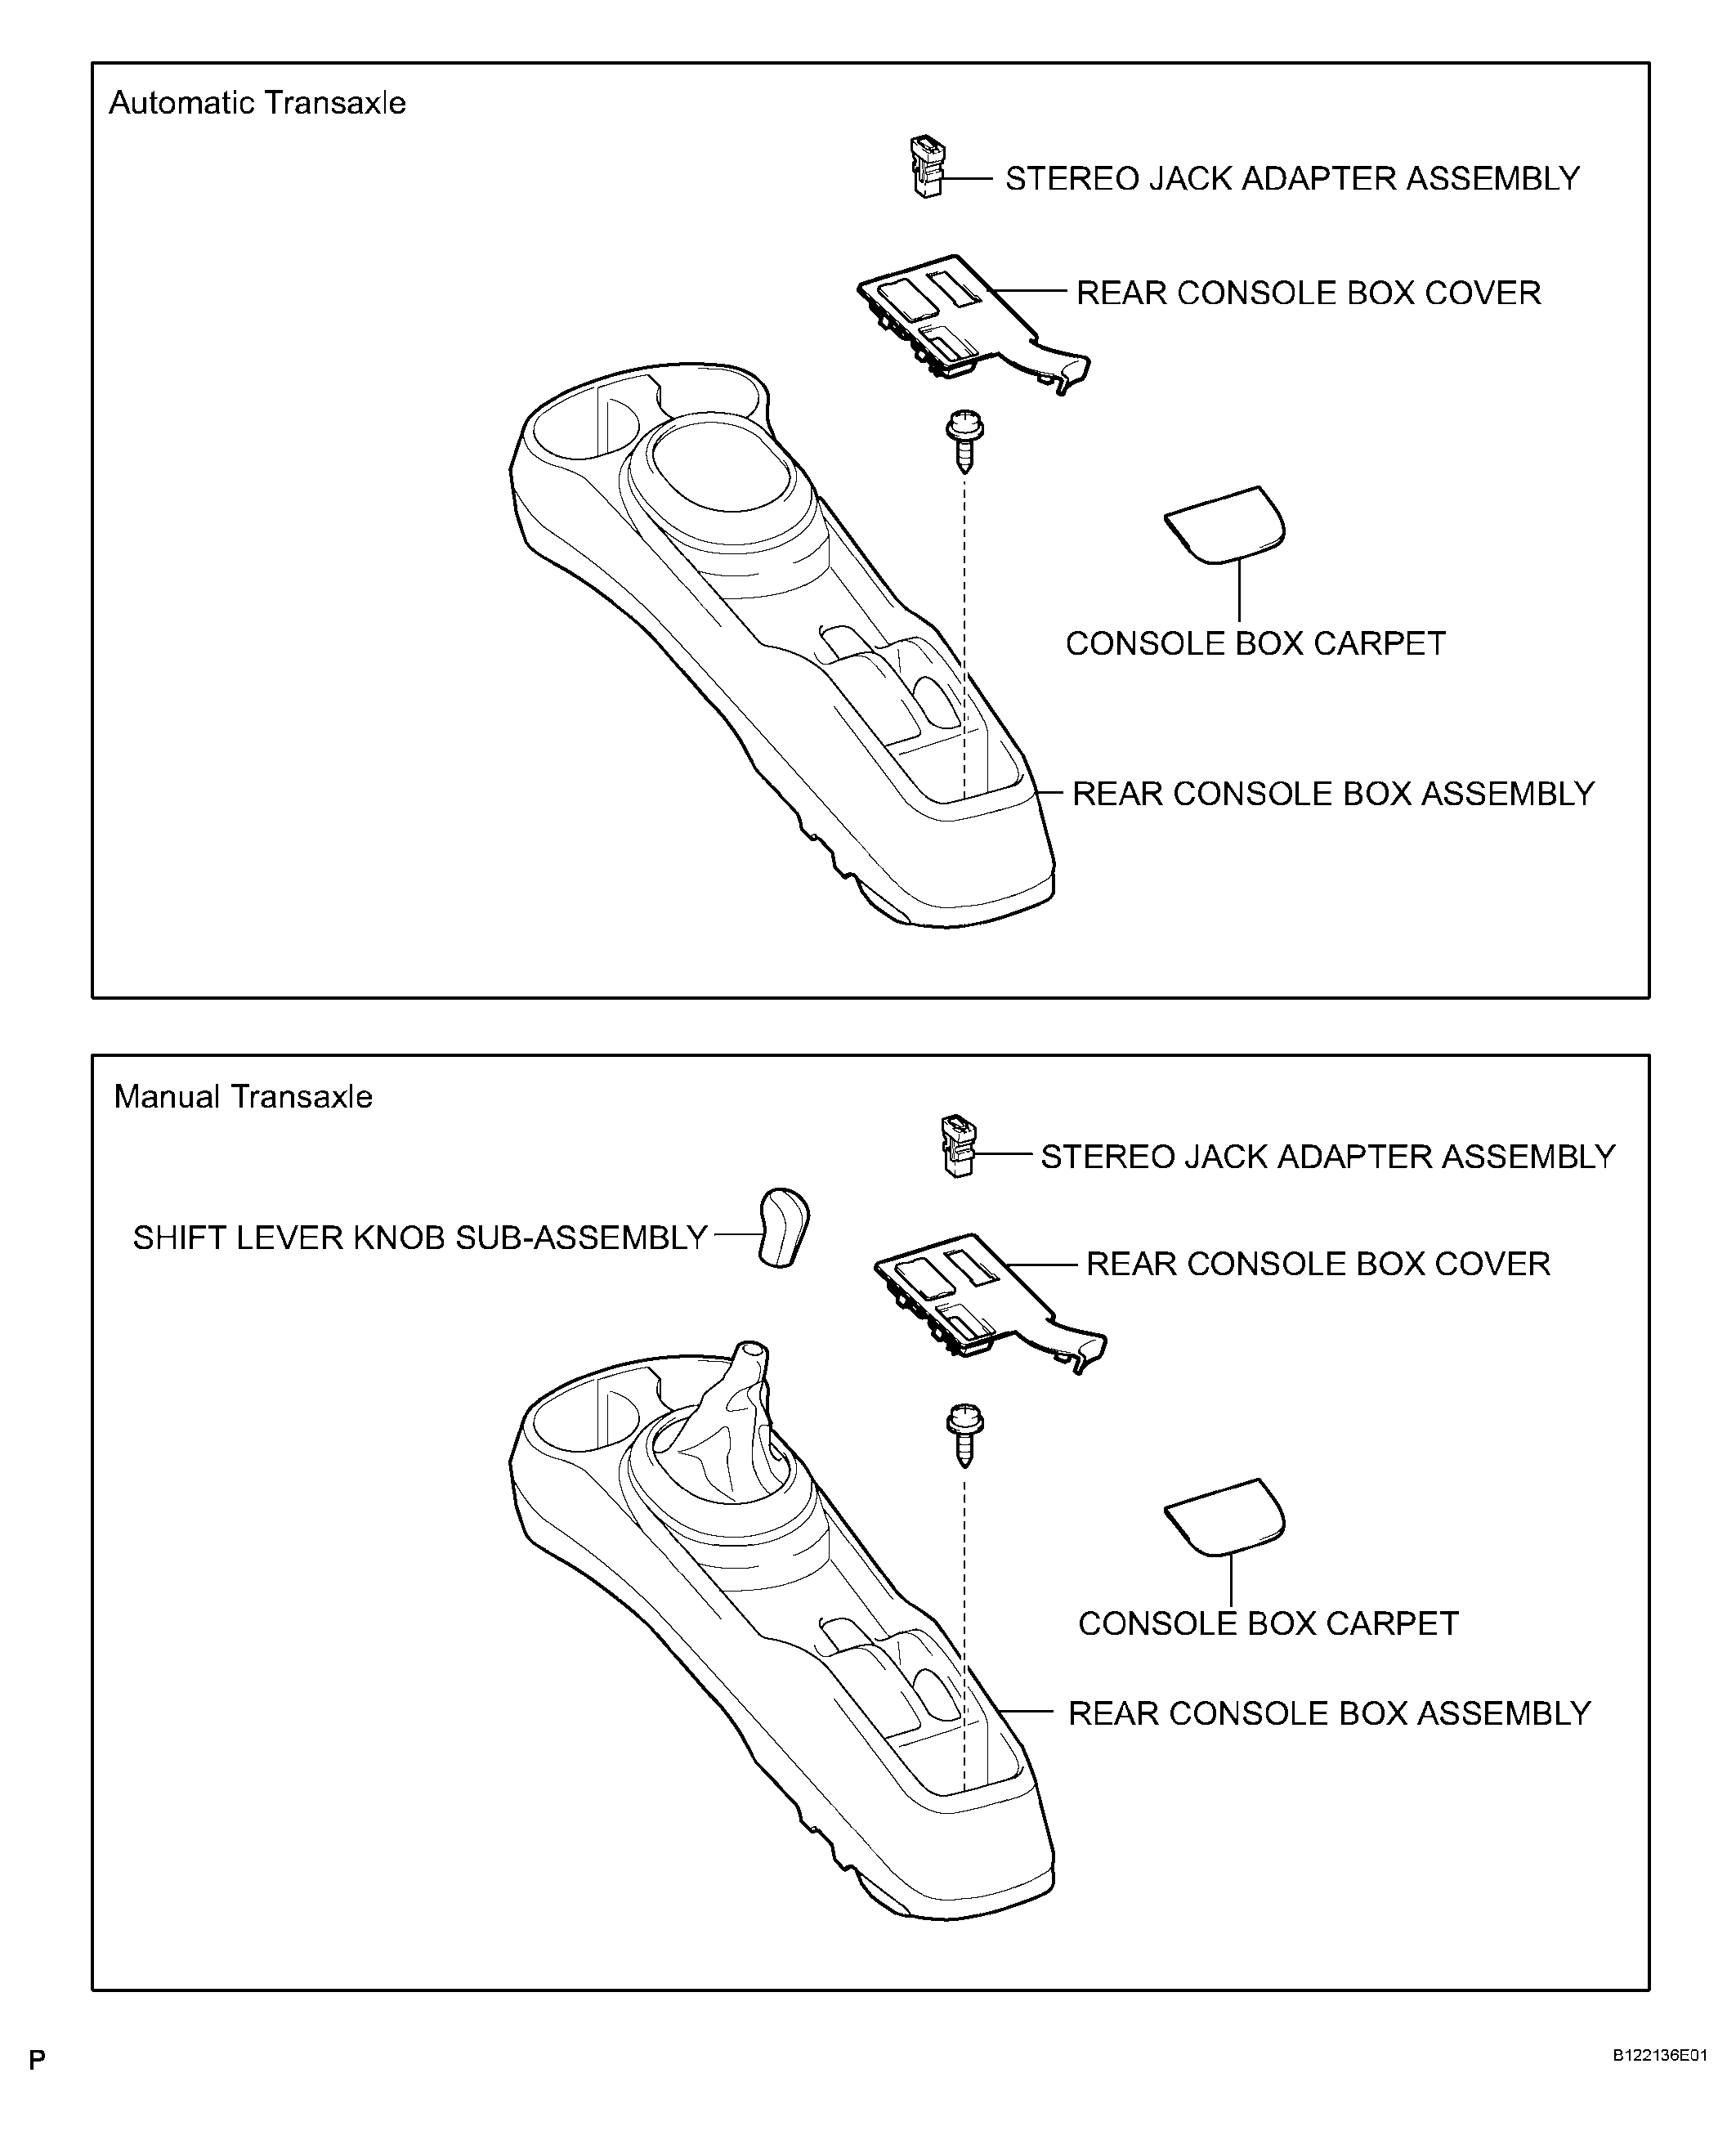 Automatic Transaxle
STEREO JACK ADAPTER ASSEMBLY
REAR CONSOLE BOX COVER
CONSOLE BOX CARPET
REAR CONSOLE BOX ASSEMBLY
Manual Transaxle
STEREO JACK ADAPTER ASSEMBLY
SHIFT LEVER KNOB SUB-ASSEMBLY
REAR CONSOLE BOX COVER
CONSOLE BOX CARPET
REAR CONSOLE BOX ASSEMBLY
P
B122136E01